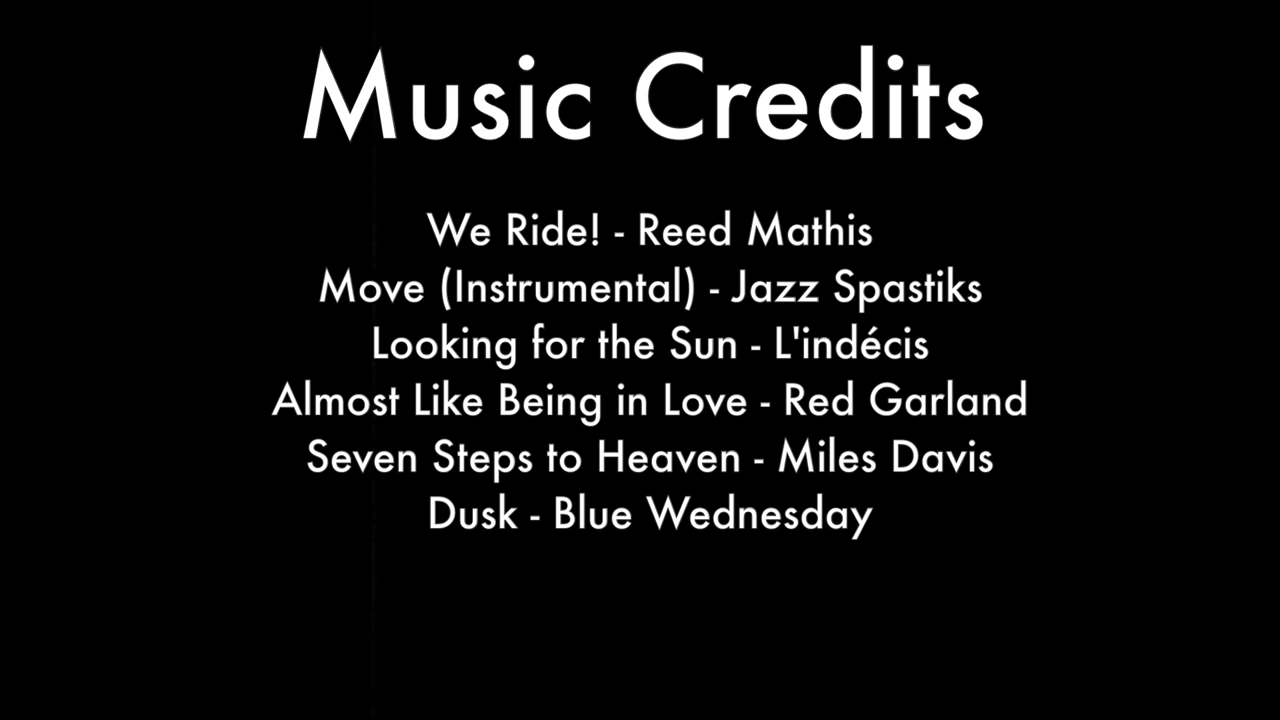 Music Credits
We Ride! - Reed Mathis
Move (Instrumental) - Jazz Spastiks
Looking for the Sun - L'indécis
Almost Like Being in Love - Red Garland
Seven Steps to Heaven - Miles Davis
Dusk - Blue Wednesday